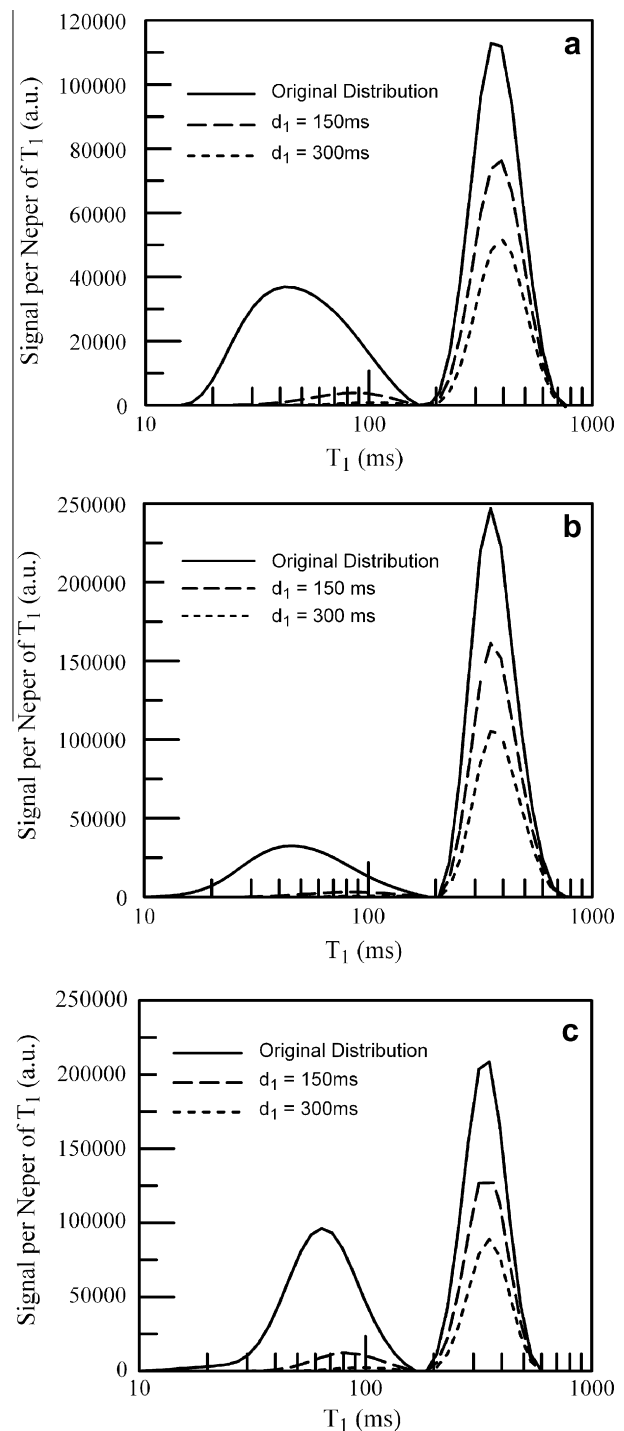 a
120000
100000
80000
60000
40000
20000
0
Signal per Neper of T1 (a.u.)
Original Distribution
d1 = 150ms
d1 = 300ms
10
100
1000
T1 (ms)
b
250000
200000
150000
100000
50000
0
Signal per Neper of T1 (a.u.)
Original Distribution
d1 = 150 ms
d1 = 300 ms
10
100
1000
T1 (ms)
c
250000
200000
150000
100000
50000
0
Signal per Neper of T1 (a.u.)
Original Distribution
d1 = 150ms
d1 = 300ms
10
100
1000
T1 (ms)